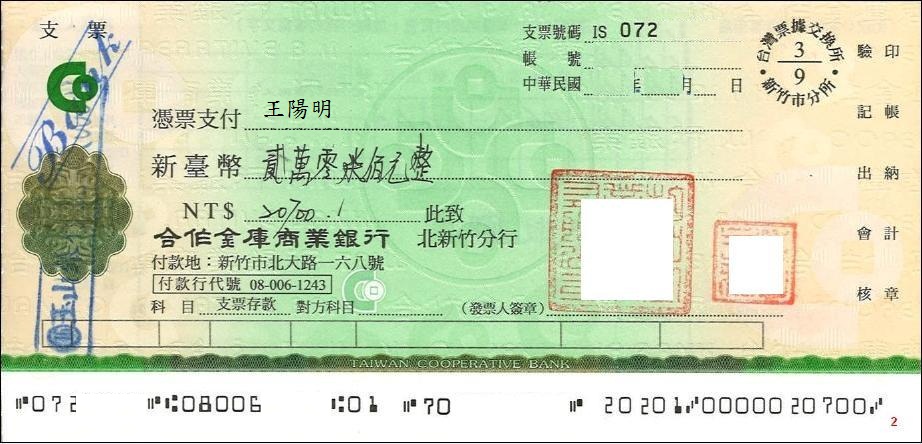 支票
支票號碼 IS 072
帳號
中華民國 年 月 日
台灣票據交換所
3
9
新竹市分所
驗印
記帳
出納
會計
核章
Bank
憑票支付 王陽明
新臺幣 貳萬零柒佰元整
NT$ 20700.
此致
合作金庫商業銀行 北新竹分行
付款地：新竹市北大路一六八號
付款行代號 08-006-1243
科目 支票存款 對方科目 (發票人簽章)
TAIWAN COOPERATIVE BANK
⑈072 ⑈⑆08006 ⑆01 ⑈70 ⑈ 20201⑇0000020700⑇
2